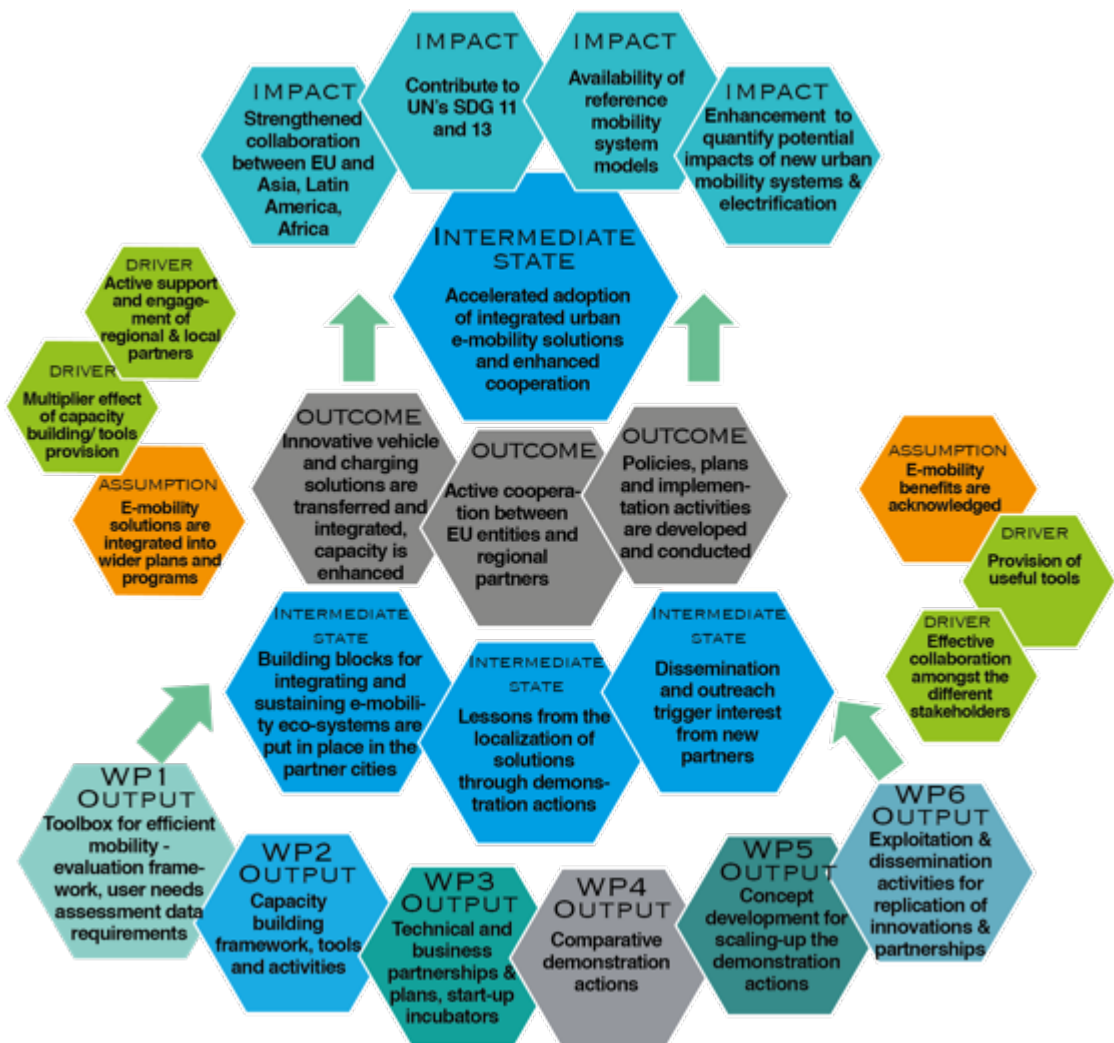 IMPACT
Strengthened
collaboration
between EU and
Asia, Latin
America,
Africa
IMPACT
Contribute to
UN's SDG 11
and 13
IMPACT
Availability of
reference
mobility
system
models
IMPACT
Enhancement to
quantify potential
impacts of new urban
mobility systems &
electrification
INTERMEDIATE
STATE
Accelerated adoption
of integrated urban
e-mobility solutions
and enhanced
cooperation
DRIVER
Active support
and engage-
ment of
regional & local
partners
DRIVER
Multiplier effect
of capacity
building/ tools
provision
ASSUMPTION
E-mobility
solutions are
integrated into
wider plans and
programs
OUTCOME
Innovative vehicle
and charging
solutions are
transferred and
integrated,
capacity is
enhanced
OUTCOME
Active coopera-
tion between
EU entities and
regional
partners
OUTCOME
Policies, plans
and implemen-
tation activities
are developed
and conducted
ASSUMPTION
E-mobility
benefits are
acknowledged
DRIVER
Provision of
useful tools
DRIVER
Effective
collaboration
amongst the
different
stakeholders
INTERMEDIATE
STATE
Building blocks for
integrating and
sustaining e-mobili-
ty eco-systems are
put in place in the
partner cities
INTERMEDIATE
STATE
Lessons from the
localization of
solutions
through demons-
tration actions
INTERMEDIATE
STATE
Dissemination
and outreach
trigger interest
from new
partners
WP1
OUTPUT
Toolbox for efficient
mobility -
evaluation frame-
work, user needs
assessment data
requirements
WP2
OUTPUT
Capacity
building
framework, tools
and activities
WP3
OUTPUT
Technical and
business
partnerships &
plans, start-up
incubators
WP4
OUTPUT
Comparative
demonstration
actions
WP5
OUTPUT
Concept
development for
scaling-up the
demonstration
actions
WP6
OUTPUT
Exploitation &
dissemination
activities for
replication of
innovations &
partnerships